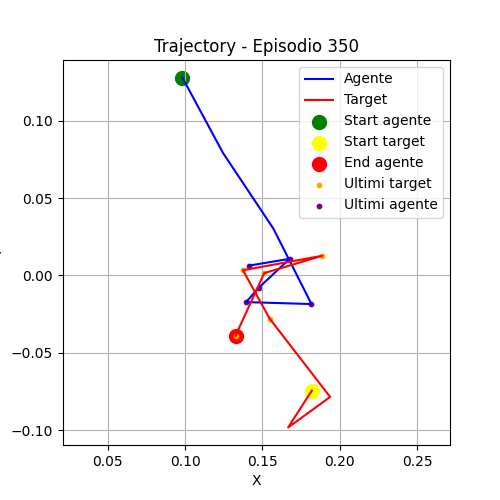 Trajectory - Episodio 350
Agente
Target
Start agente
Start target
End agente
Ultimi target
Ultimi agente
0.10
0.05
0.00
−0.05
−0.10
0.05
0.10
0.15
0.20
0.25
X